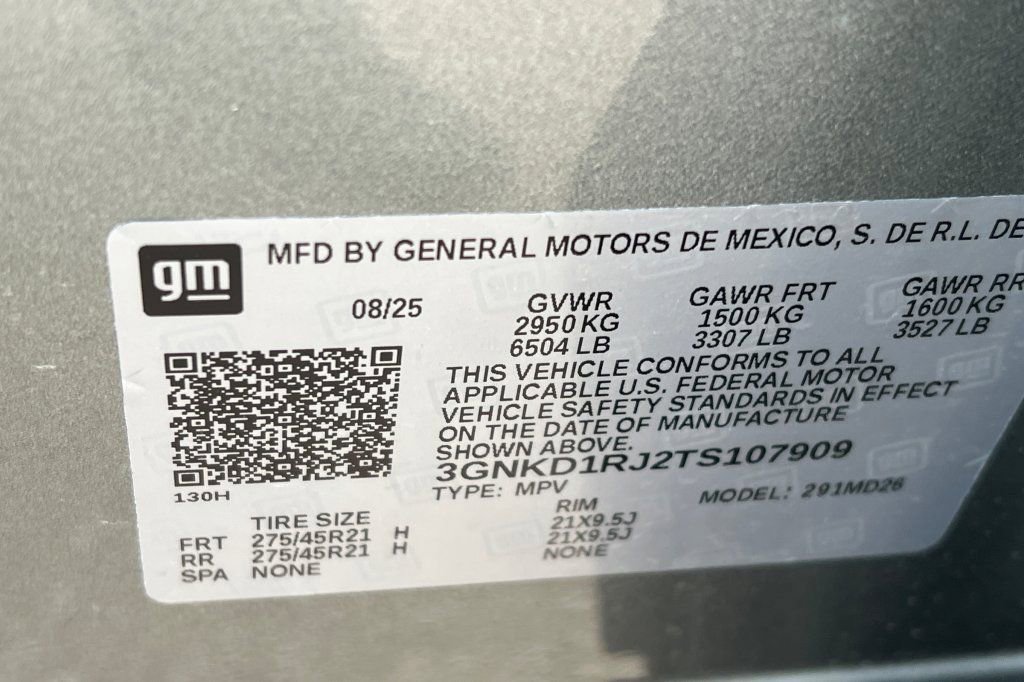 gm
MFD BY GENERAL MOTORS DE MEXICO, S. DE R.L. DE
08/25
GVWR GAWR FRT GAWR RR
2950 KG 1500 KG 1600 KG
6504 LB 3307 LB 3527 LB
THIS VEHICLE CONFORMS TO ALL
APPLICABLE U.S. FEDERAL MOTOR
VEHICLE SAFETY STANDARDS IN EFFECT
ON THE DATE OF MANUFACTURE
SHOWN ABOVE.
3GNKD1RJ2TS107909
130H
TYPE: MPV MODEL: 291MD26
TIRE SIZE RIM
FRT 275/45R21 H 21X9.5J
RR 275/45R21 H 21X9.5J
SPA NONE NONE